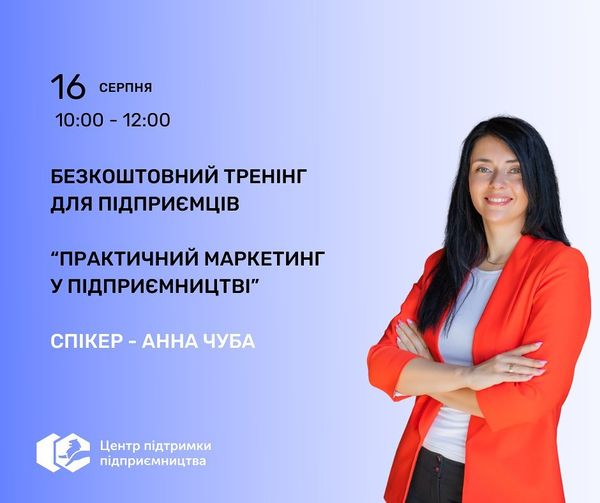 16 СЕРПНЯ
10:00 - 12:00
БЕЗКОШТОВНИЙ ТРЕНІНГ
ДЛЯ ПІДПРИЄМЦІВ
“ПРАКТИЧНИЙ МАРКЕТИНГ
У ПІДПРИЄМНИЦТВІ”
СПІКЕР - АННА ЧУБА
Центр підтримки
підприємництва